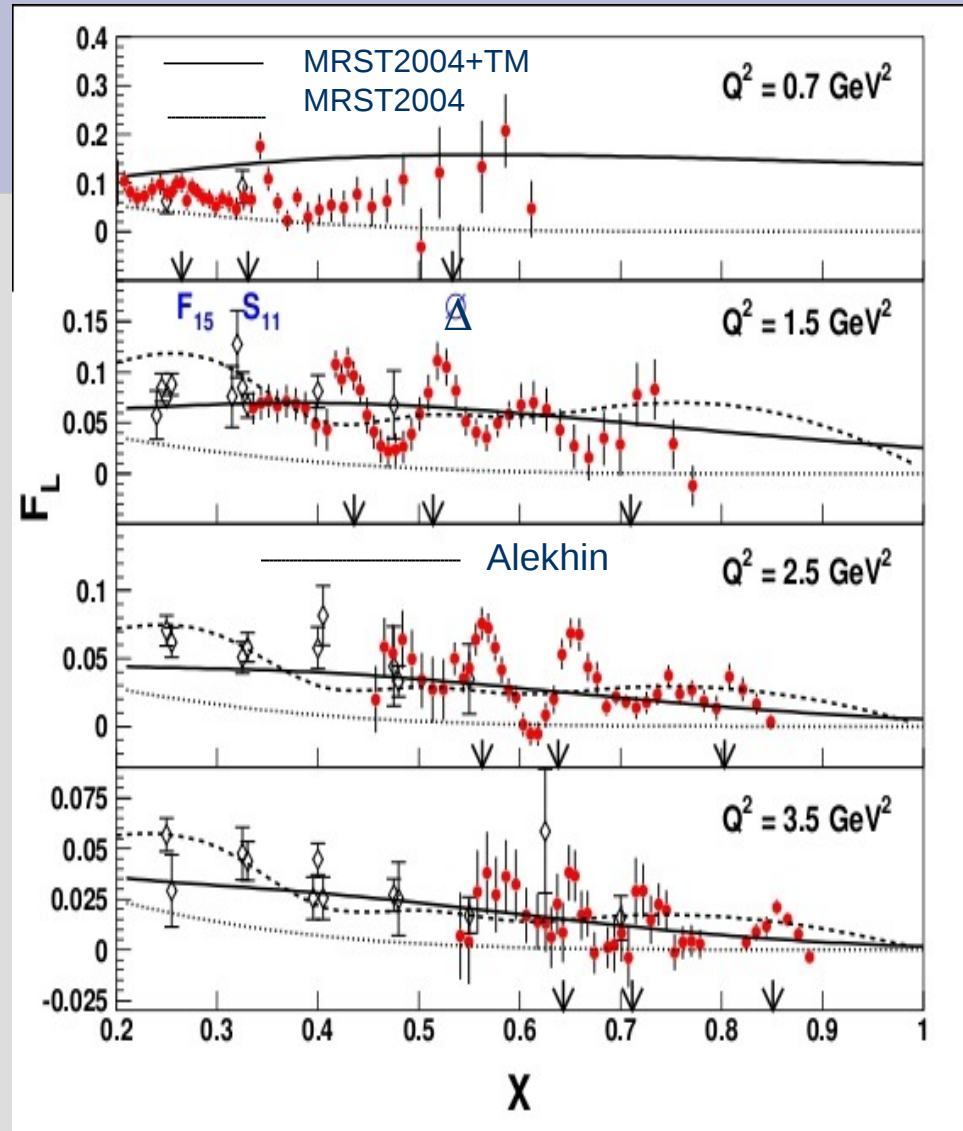 0.4
MRST2004+TM
Q² = 0.7 GeV²
0.3
MRST2004
0.2
0.1
0
F₁₅ S₁₁ Δ
Q² = 1.5 GeV²
0.15
0.1
0.05
0
F_L
Alekhin
Q² = 2.5 GeV²
0.1
0.05
0
Q² = 3.5 GeV²
0.075
0.05
0.025
0
-0.025
0.2 0.3 0.4 0.5 0.6 0.7 0.8 0.9 1
X